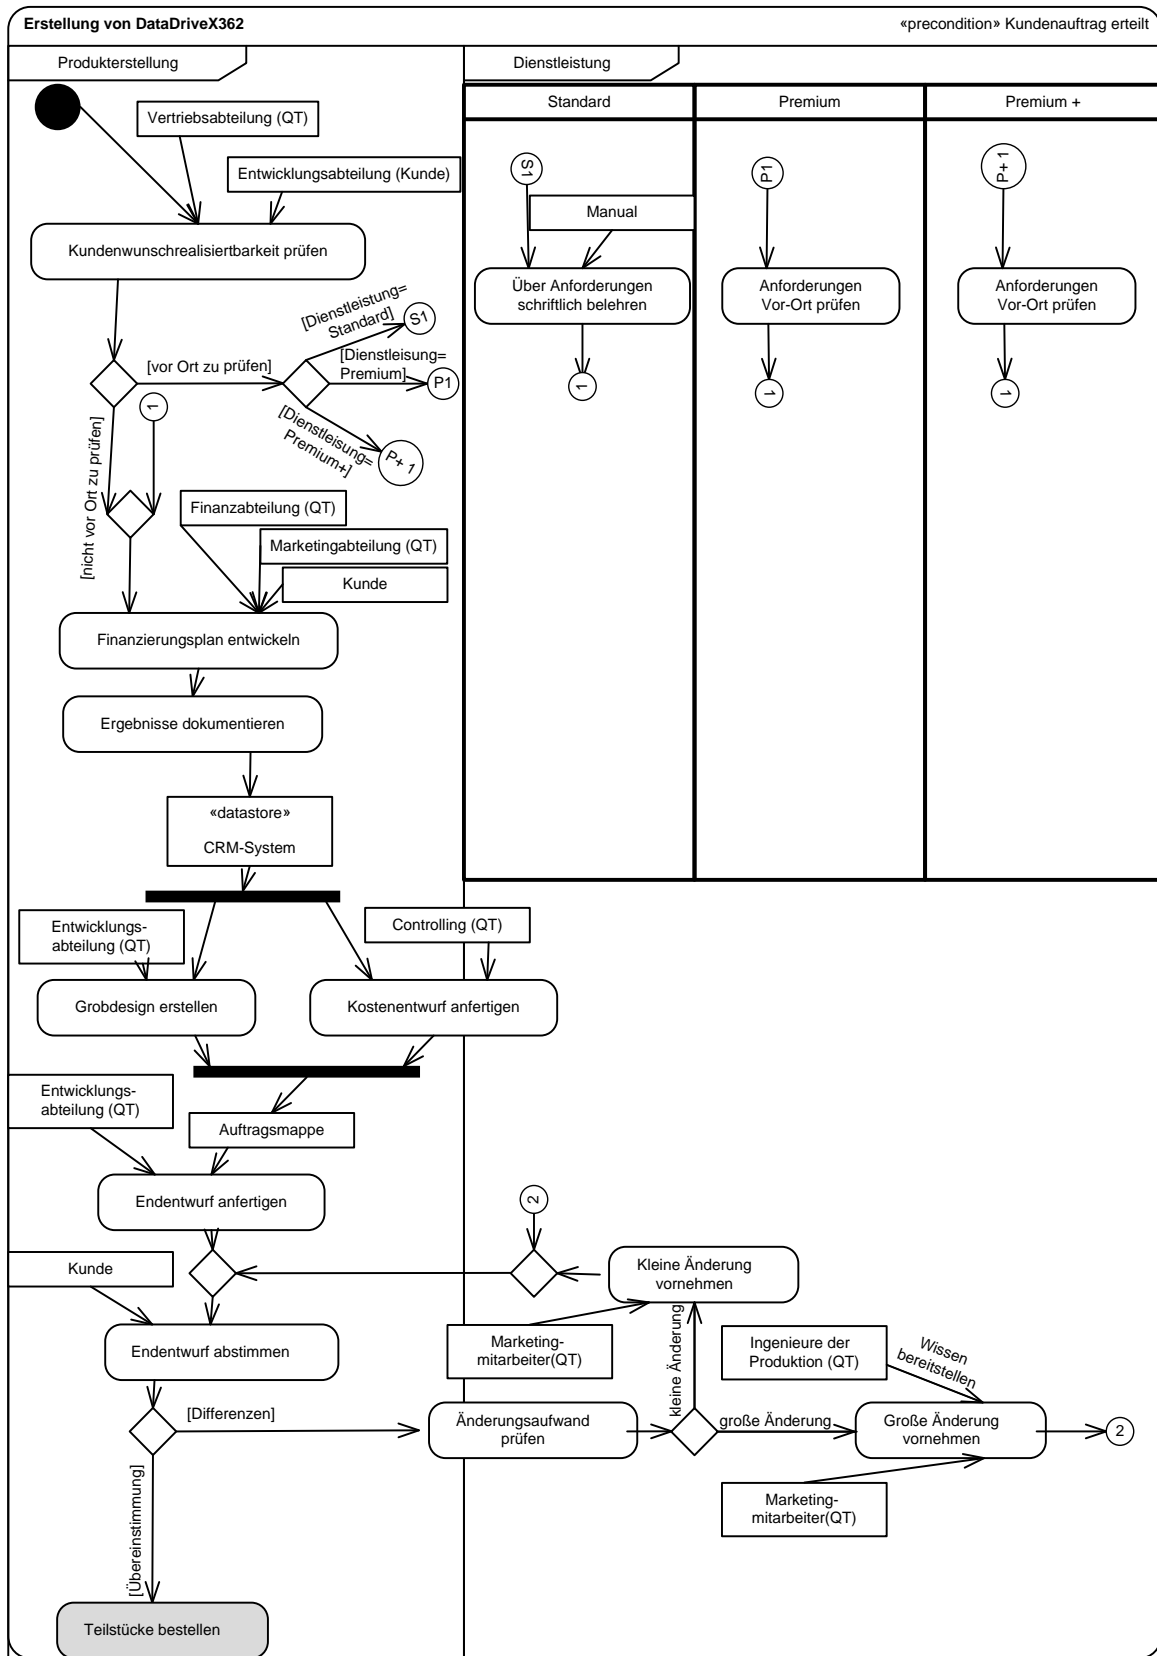 Erstellung von DataDriveX362
«precondition» Kundenauftrag erteilt
Produkterstellung
Dienstleistung
Standard
Premium
Premium +
Vertriebsabteilung (QT)
Entwicklungsabteilung (Kunde)
S1
P1
P+ 1
Manual
Kundenwunschrealisiertbarkeit prüfen
Über Anforderungen
schriftlich belehren
Anforderungen
Vor-Ort prüfen
Anforderungen
Vor-Ort prüfen
[Dienstleistung=
Standard]
S1
[vor Ort zu prüfen]
[Dienstleisung=
Premium]
P1
1
1
1
1
[Dienstleisung=
Premium+]
P+ 1
[nicht vor Ort zu prüfen]
Finanzabteilung (QT)
Marketingabteilung (QT)
Kunde
Finanzierungsplan entwickeln
Ergebnisse dokumentieren
«datastore»
CRM-System
Entwicklungs-
abteilung (QT)
Controlling (QT)
Grobdesign erstellen
Kostenentwurf anfertigen
Entwicklungs-
abteilung (QT)
Auftragsmappe
Endentwurf anfertigen
2
Kunde
Kleine Änderung
vornehmen
Endentwurf abstimmen
Marketing-
mitarbeiter(QT)
kleine Änderung
Ingenieure der
Produktion (QT)
Wissen
bereitstellen
[Differenzen]
Änderungsaufwand
prüfen
große Änderung
Große Änderung
vornehmen
2
Marketing-
mitarbeiter(QT)
[Übereinstimmung]
Teilstücke bestellen